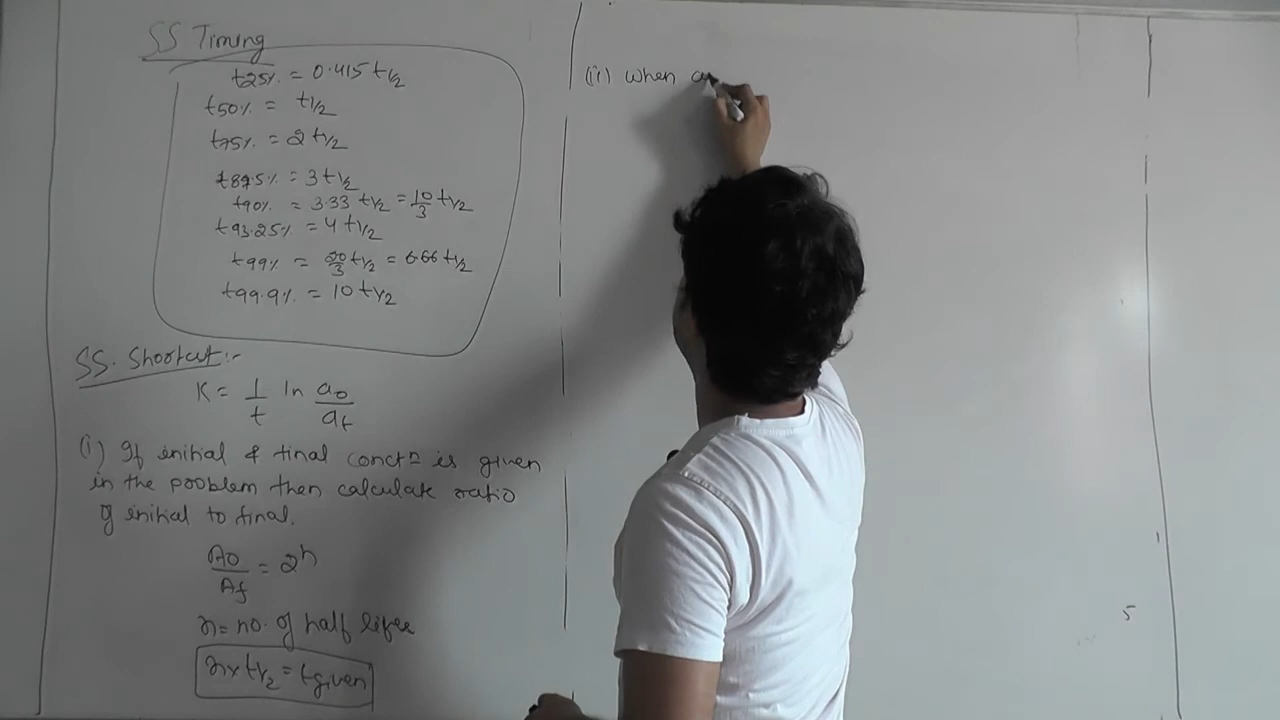 SS Timing
t25% = 0.415 t1/2
t50% = t1/2
t75% = 2 t1/2
t87.5% = 3 t1/2
t90% = 3.33 t1/2 = 10/3 t1/2
t93.25% = 4 t1/2
t99% = 20/3 t1/2 = 6.66 t1/2
t99.9% = 10 t1/2
SS. Shortcut :-
K = 1/t ln a0/at
(i) If initial & final conctn is given
in the problem then calculate ratio
of initial to final.
A0/Af = 2^n
n = no. of half lifes
n x t1/2 = tgiven
(ii) When
5